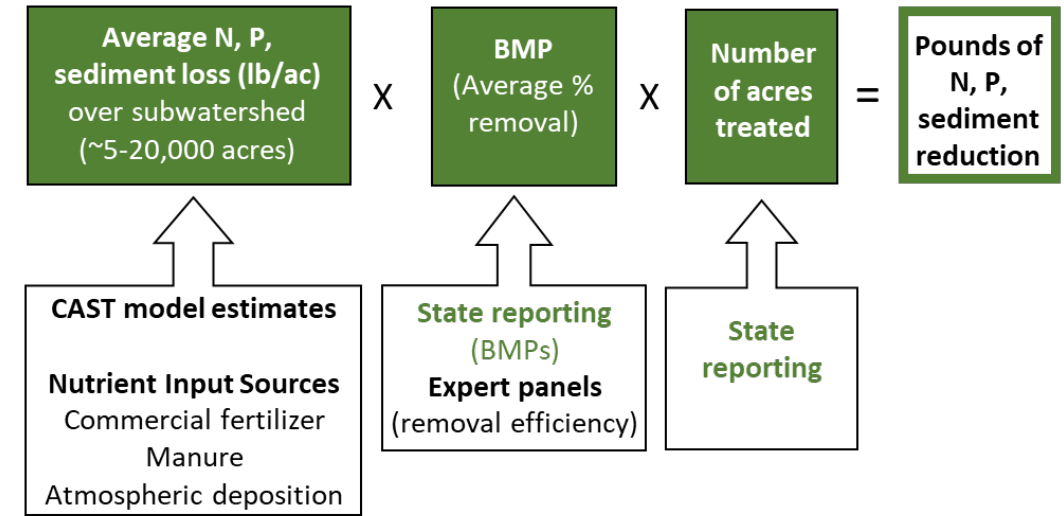 Average N, P,
sediment loss (lb/ac)
over subwatershed
(~5-20,000 acres)
X
BMP
(Average %
removal)
X
Number
of acres
treated
=
Pounds of
N, P,
sediment
reduction
CAST model estimates
Nutrient Input Sources
Commercial fertilizer
Manure
Atmospheric deposition
State reporting
(BMPs)
Expert panels
(removal efficiency)
State
reporting